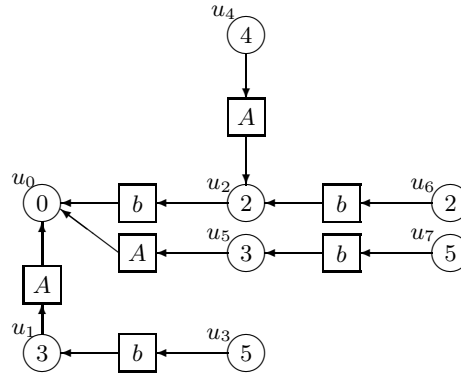 u₄
4
A
u₀ u₂ u₆
0 b 2 b 2
u₅ u₇
A 3 b 5
A
u₁ u₃
3 b 5